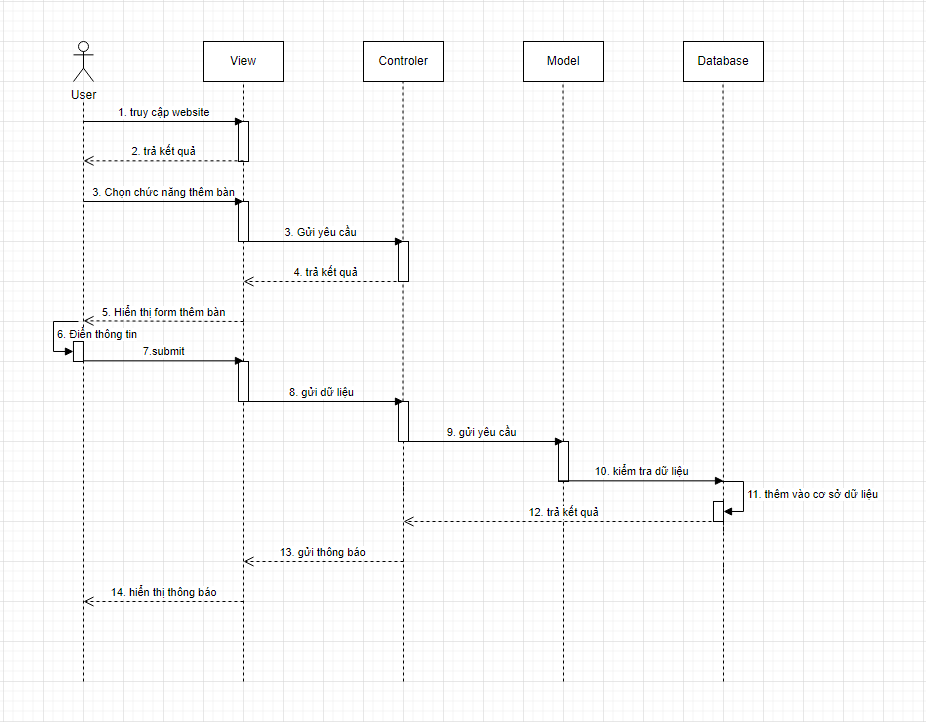 View
Controler
Model
Database
User
1. truy cập website
2. trả kết quả
3. Chọn chức năng thêm bàn
3. Gửi yêu cầu
4. trả kết quả
5. Hiển thị form thêm bàn
6. Điền thông tin
7.submit
8. gửi dữ liệu
9. gửi yêu cầu
10. kiểm tra dữ liệu
11. thêm vào cơ sở dữ liệu
12. trả kết quả
13. gửi thông báo
14. hiển thị thông báo